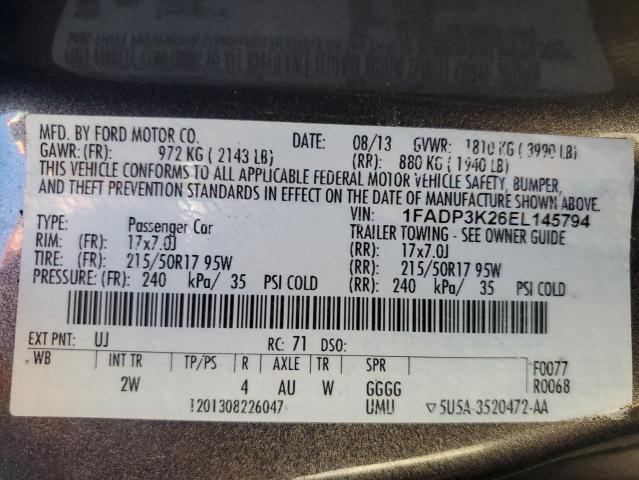 MFD. BY FORD MOTOR CO. DATE: 08/13 GVWR: 1810 KG ( 3990 LB)
GAWR: (FR): 972 KG ( 2143 LB) (RR): 880 KG ( 1940 LB)
THIS VEHICLE CONFORMS TO ALL APPLICABLE FEDERAL MOTOR VEHICLE SAFETY, BUMPER,
AND THEFT PREVENTION STANDARDS IN EFFECT ON THE DATE OF MANUFACTURE SHOWN ABOVE.
VIN: 1FADP3K26EL145794
TYPE: Passenger Car TRAILER TOWING - SEE OWNER GUIDE
RIM: (FR): 17x7.0J (RR): 17x7.0J
TIRE: (FR): 215/50R17 95W (RR): 215/50R17 95W
PRESSURE: (FR): 240 kPa/ 35 PSI COLD (RR): 240 kPa/ 35 PSI COLD
EXT PNT: UJ RC: 71 DSO:
WB INT TR TP/PS R AXLE TR SPR F0077
2W 4 AU W GGGG R0068
1201308226047 UMU ▽ 5U5A-3520472-AA